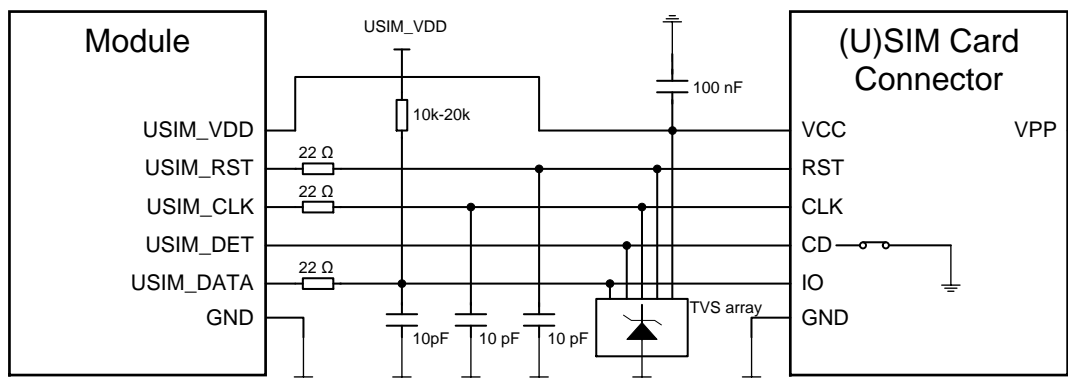 Module
USIM_VDD
(U)SIM Card
Connector
100 nF
10k-20k
USIM_VDD
VCC
VPP
22 Ω
USIM_RST
RST
22 Ω
USIM_CLK
CLK
USIM_DET
CD
22 Ω
USIM_DATA
IO
TVS array
GND
GND
10pF
10 pF
10 pF